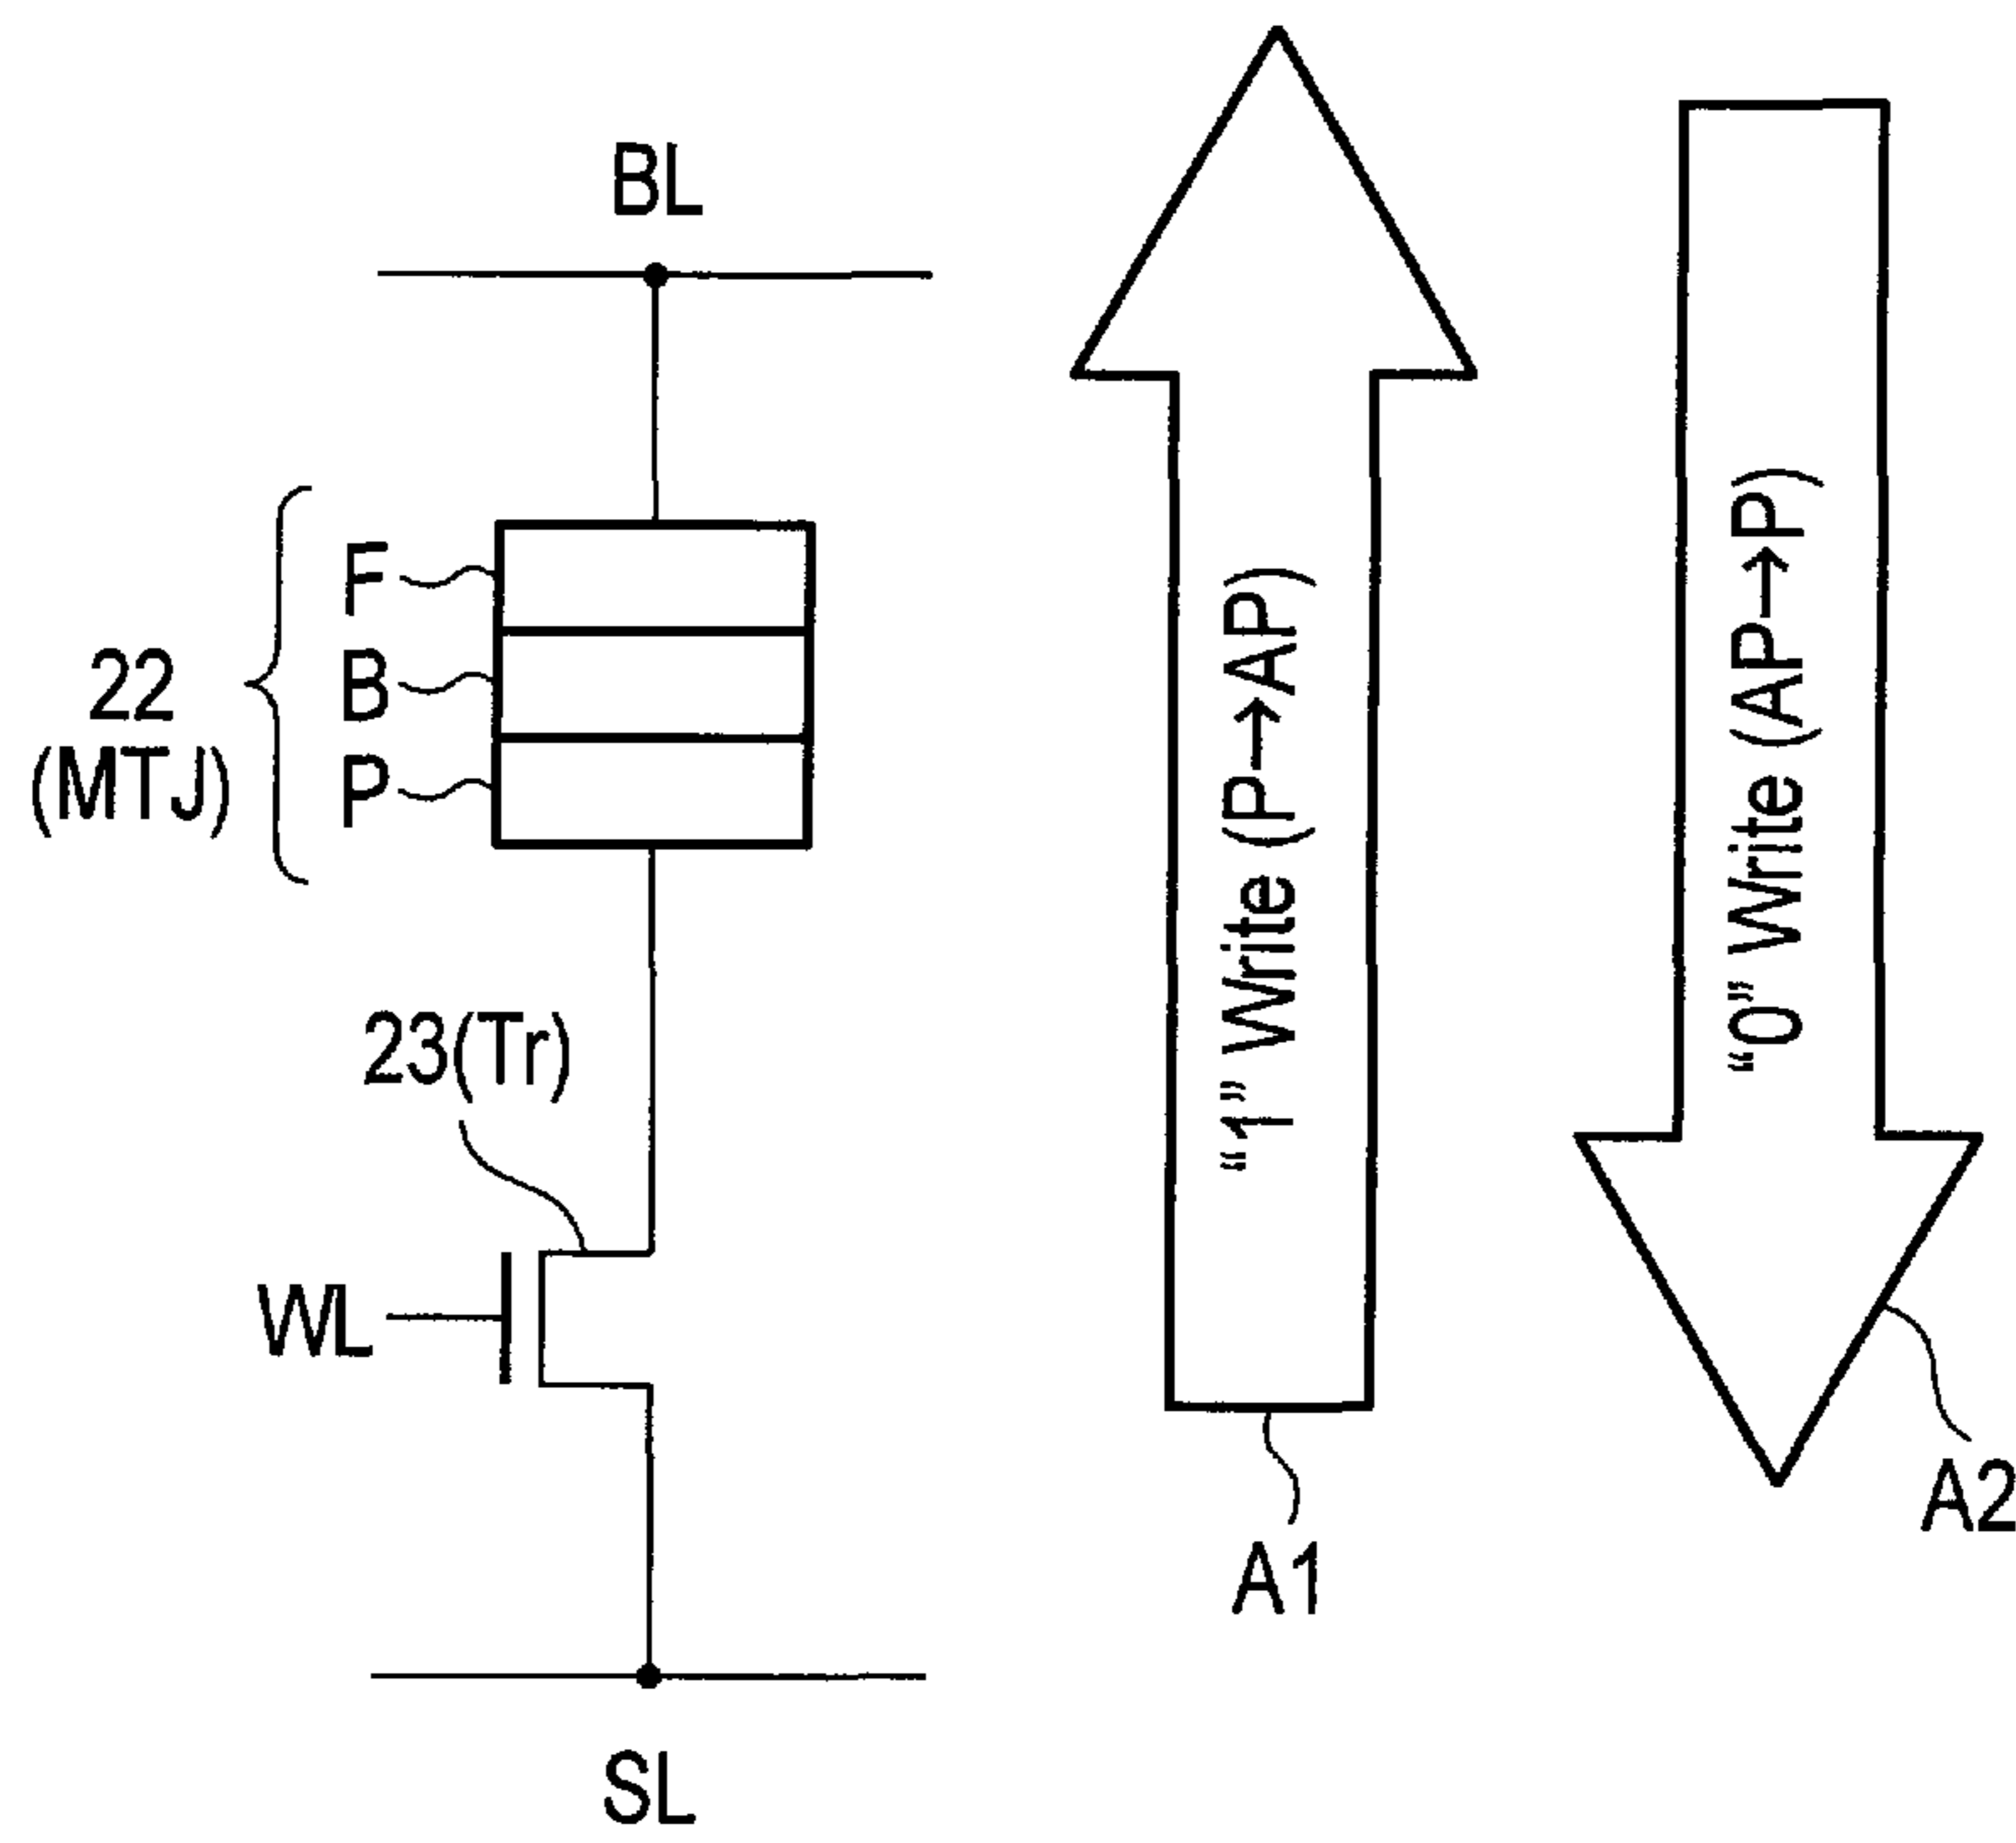 BL
F
B
P
22
(MTJ)
23(Tr)
WL
SL
“1” Write (P→AP)
A1
“0” Write (AP→P)
A2